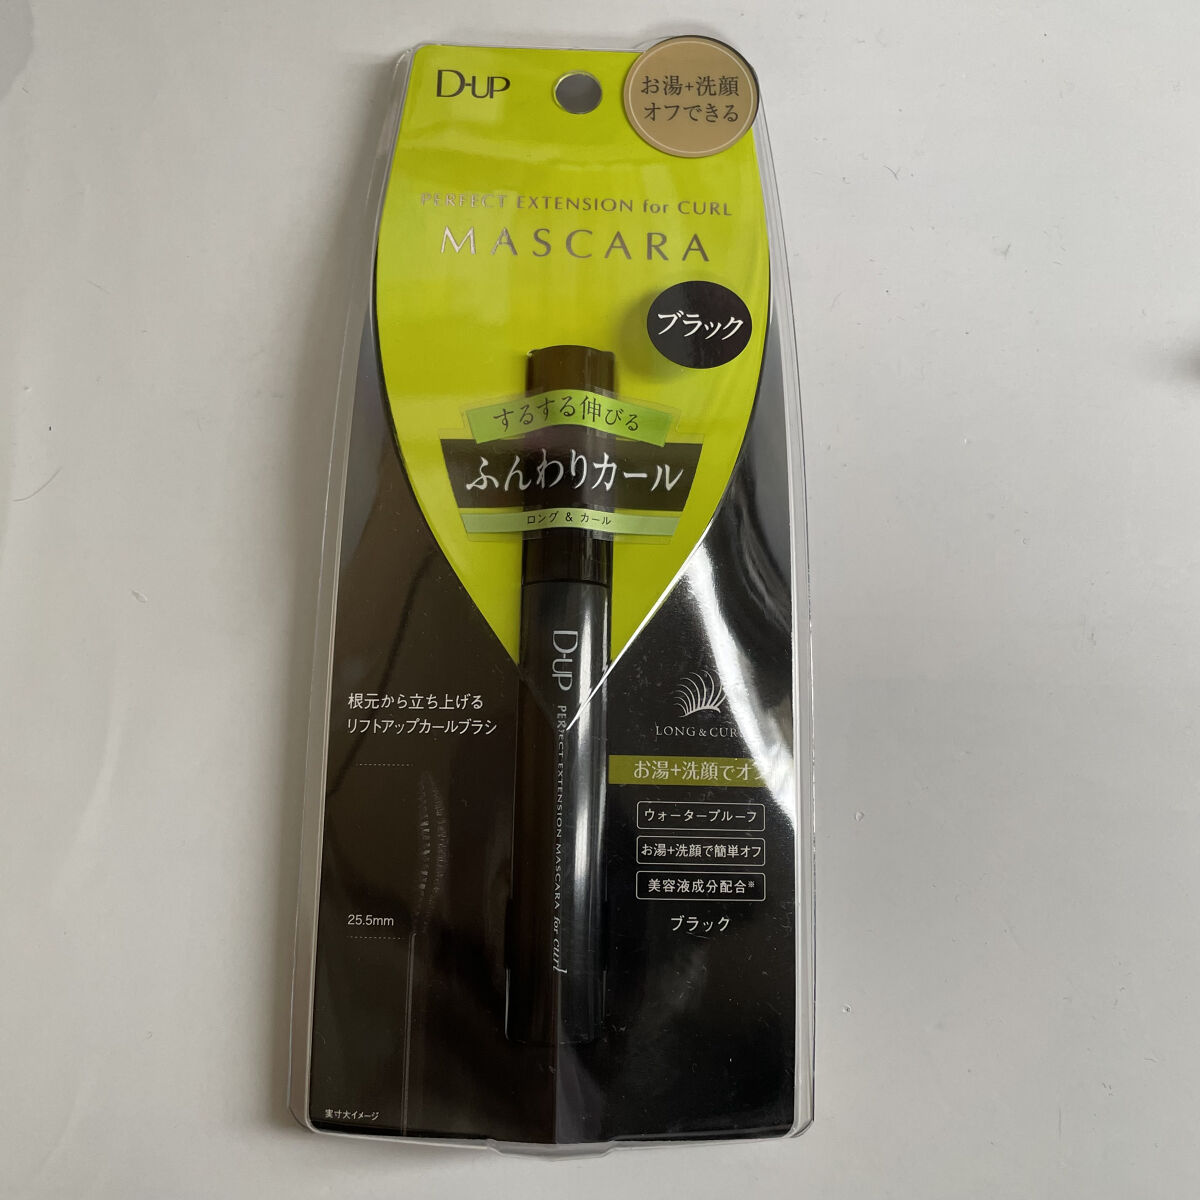 D-UP
お湯+洗顔
オフできる
PERFECT EXTENSION for CURL
MASCARA
ブラック
するする伸びる
ふんわりカール
ロング & カール
D-UP PERFECT EXTENSION MASCARA for curl
根元から立ち上げる
リフトアップカールブラシ
25.5mm
実寸大イメージ
LONG & CUR
お湯+洗顔でオフ
ウォータープルーフ
お湯+洗顔で簡単オフ
美容液成分配合※
ブラック